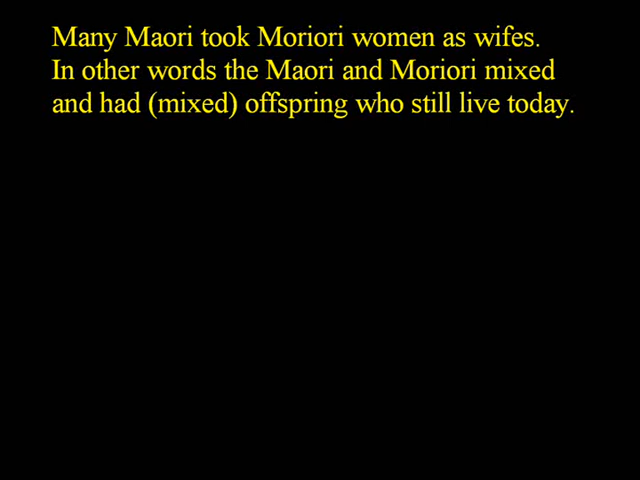 Many Maori took Moriori women as wifes.
In other words the Maori and Moriori mixed
and had (mixed) offspring who still live today.